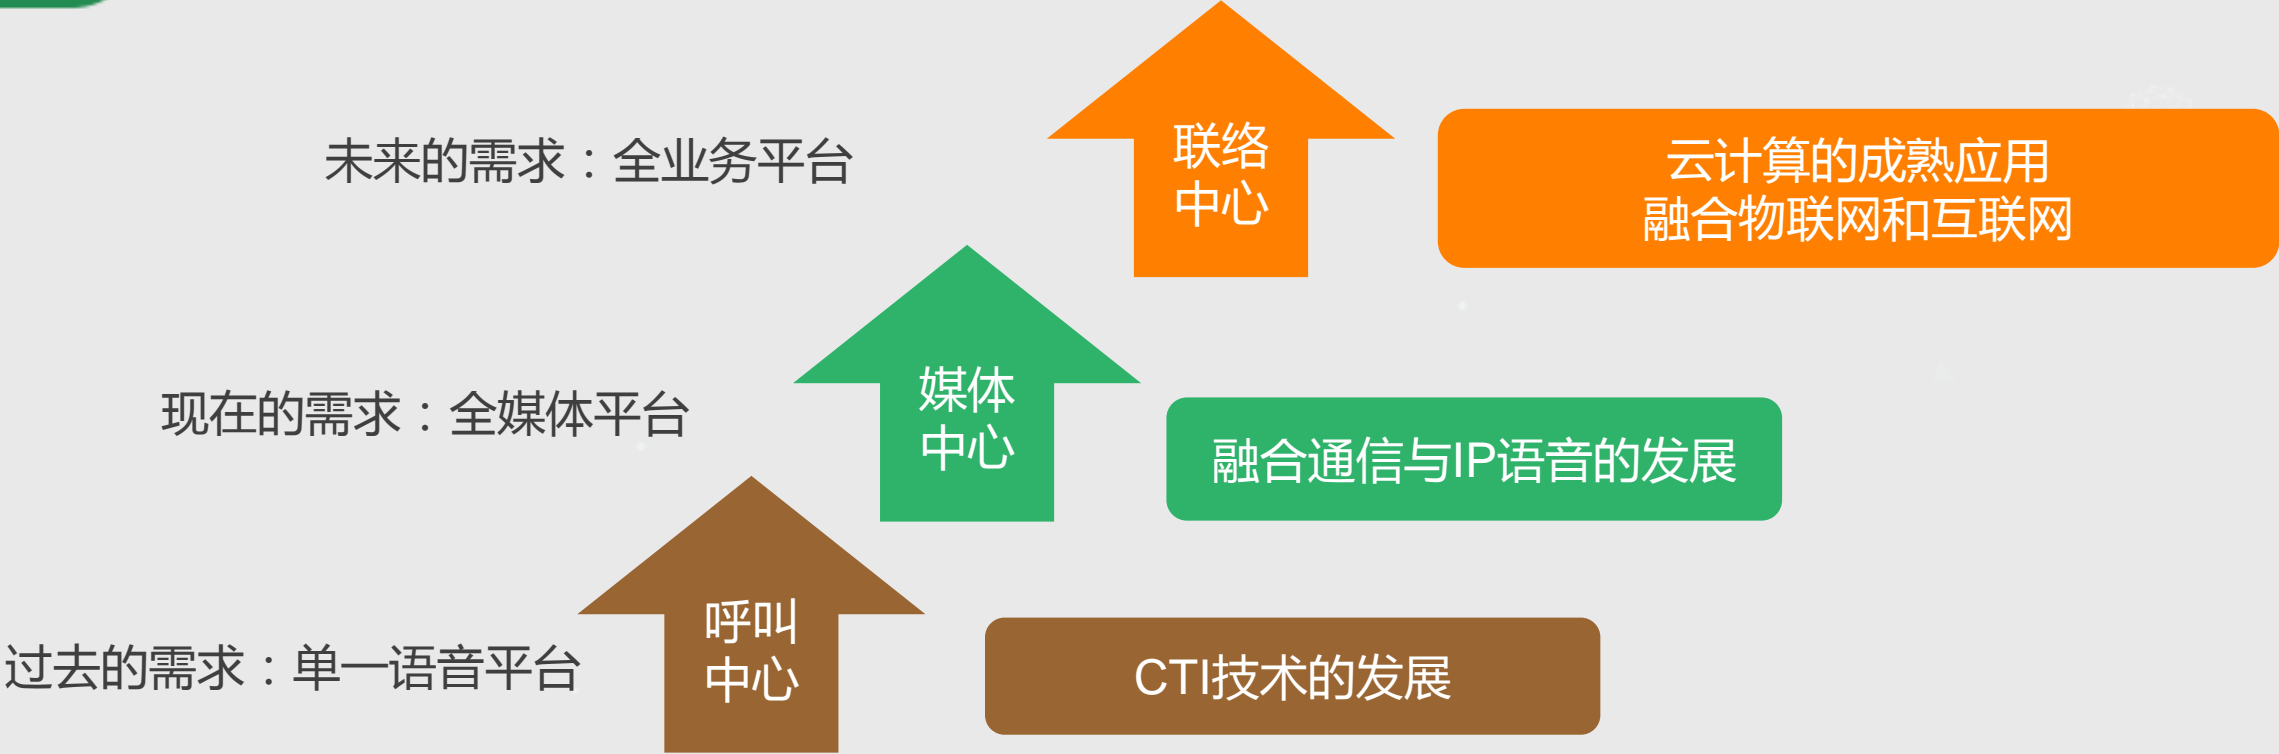 未来的需求：全业务平台
联络
中心
云计算的成熟应用
融合物联网和互联网
现在的需求：全媒体平台
媒体
中心
融合通信与IP语音的发展
过去的需求：单一语音平台
呼叫
中心
CTI技术的发展